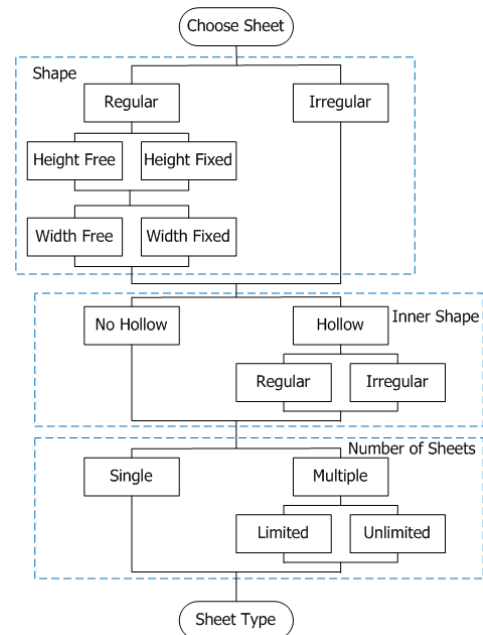 Choose Sheet
Shape
Regular
Irregular
Height Free
Height Fixed
Width Free
Width Fixed
Inner Shape
No Hollow
Hollow
Regular
Irregular
Number of Sheets
Single
Multiple
Limited
Unlimited
Sheet Type